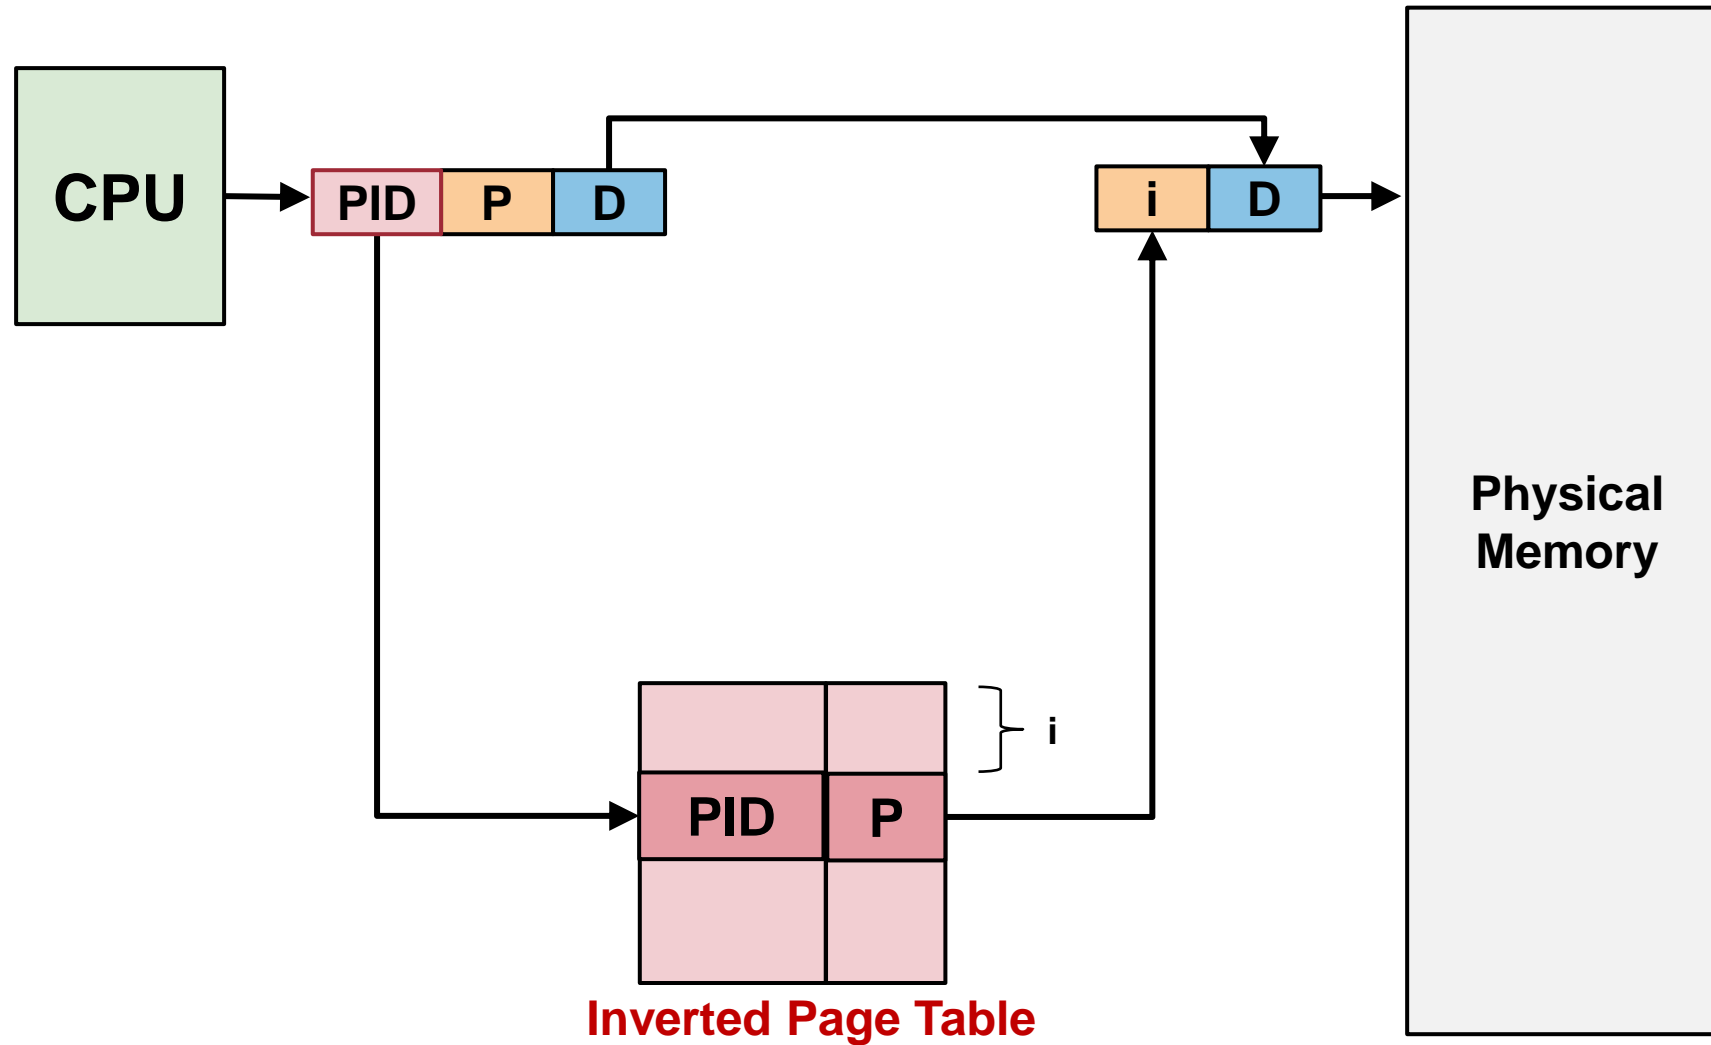 CPU
PID P D
i D
Physical
Memory
i
PID P
Inverted Page Table